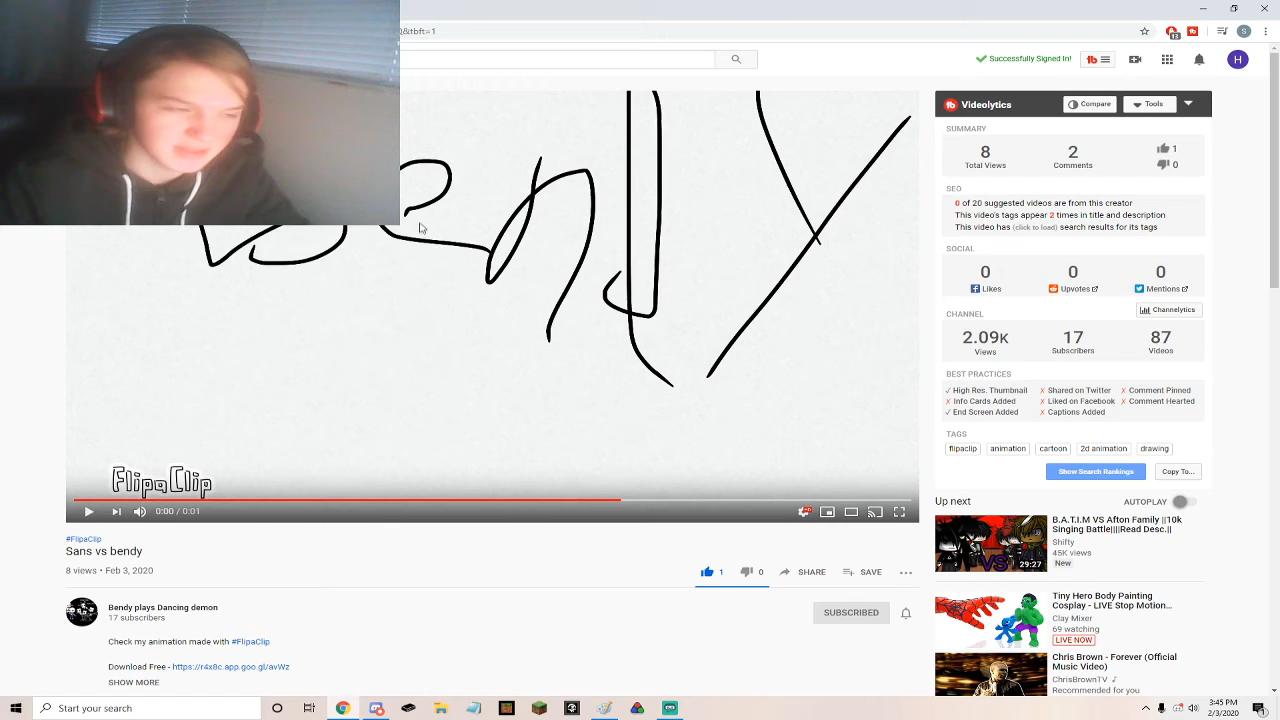 &tbft=1
Successfully Signed In!
H
S
13
Bendy
FlipaClip
0:00 / 0:01
#FlipaClip
Sans vs bendy
8 views • Feb 3, 2020
1
0
SHARE
SAVE
Bendy plays Dancing demon
17 subscribers
SUBSCRIBED
Check my animation made with #FlipaClip
Download Free - https://r4x8c.app.goo.gl/avWz
SHOW MORE
Videolytics
Compare
Tools
SUMMARY
8
Total Views
2
Comments
1
0
SEO
0 of 20 suggested videos are from this creator
This video's tags appear 2 times in title and description
This video has (click to load) search results for its tags
SOCIAL
0
Likes
0
Upvotes
0
Mentions
CHANNEL
Channelytics
2.09K
Views
17
Subscribers
87
Videos
BEST PRACTICES
✓ High Res. Thumbnail
✗ Shared on Twitter
✗ Comment Pinned
✗ Info Cards Added
✗ Liked on Facebook
✗ Comment Hearted
✓ End Screen Added
✗ Captions Added
TAGS
flipaclip
animation
cartoon
2d animation
drawing
Show Search Rankings
Copy To...
Up next
AUTOPLAY
B.A.T.I.M VS Afton Family ||10k
Singing Battle||||Read Desc.||
Shifty
45K views
New
VS
29:27
Tiny Hero Body Painting
Cosplay - LIVE Stop Motion...
Clay Mixer
69 watching
LIVE NOW
Chris Brown - Forever (Official
Music Video)
ChrisBrownTV
Recommended for you
Type here to search
3:45 PM
2/3/2020